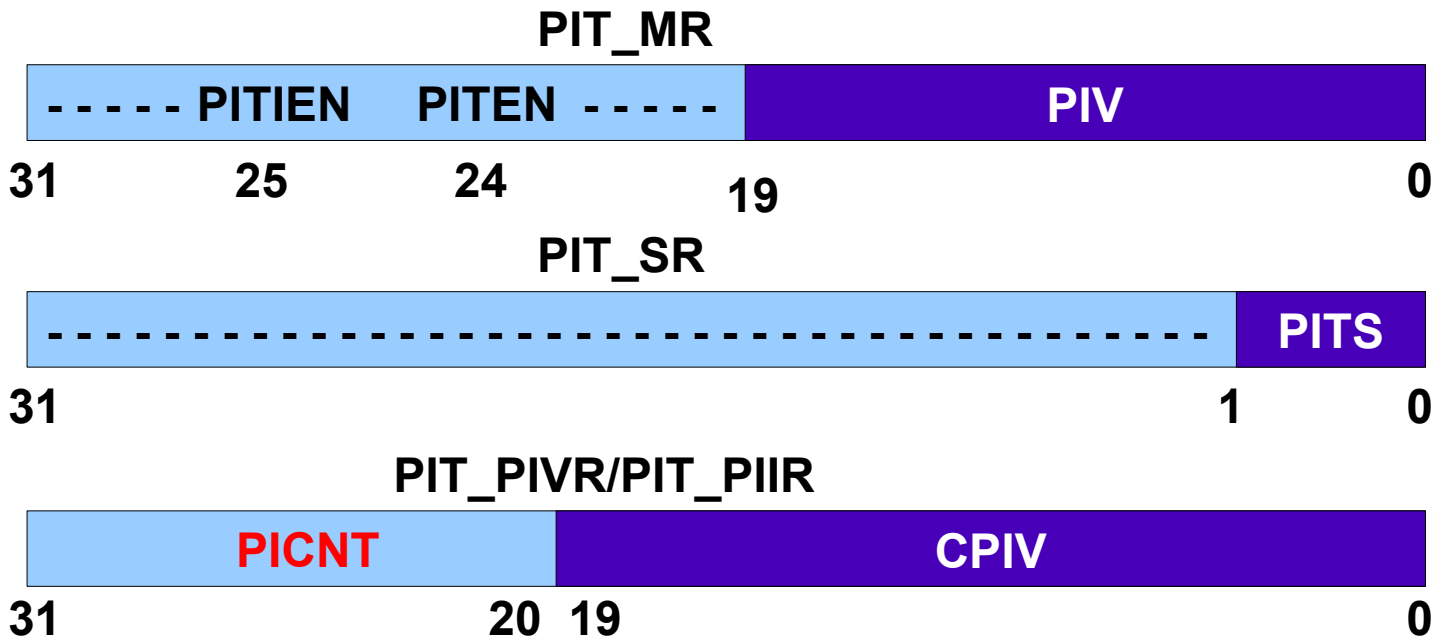 PIT_MR
- - - - - PITIEN PITEN - - - - - PIV
31 25 24 19 0
PIT_SR
- - - - - - - - - - - - - - - - - - - - - - - - - - - - - - - - - - - - - - - - PITS
31 1 0
PIT_PIVR/PIT_PIIR
PICNT CPIV
31 20 19 0